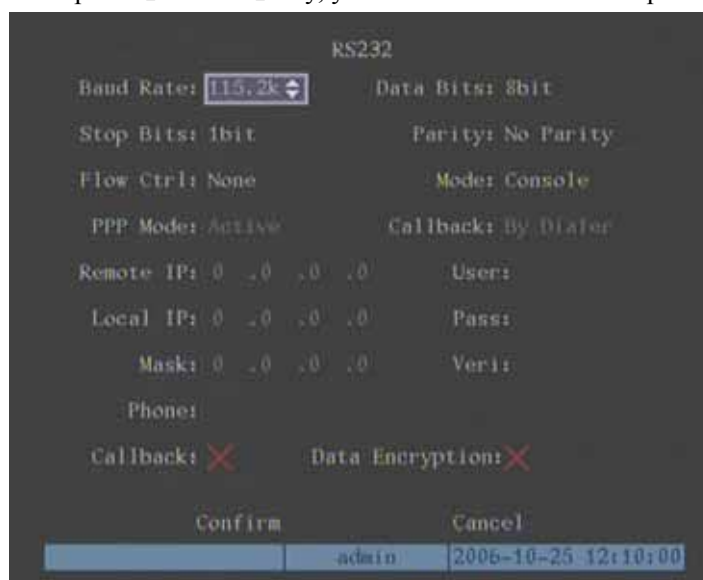 RS232
Baud Rate: 115.2k Data Bits: 8bit
Stop Bits: 1bit Parity: No Parity
Flow Ctrl: None Mode: Console
PPP Mode: Active Callback: By Dialer
Remote IP: 0 .0 .0 .0 User:
Local IP: 0 .0 .0 .0 Pass:
Mask: 0 .0 .0 .0 Veri:
Phone:
Callback: Data Encryption:
Confirm Cancel
admin 2006-10-25 12:10:00